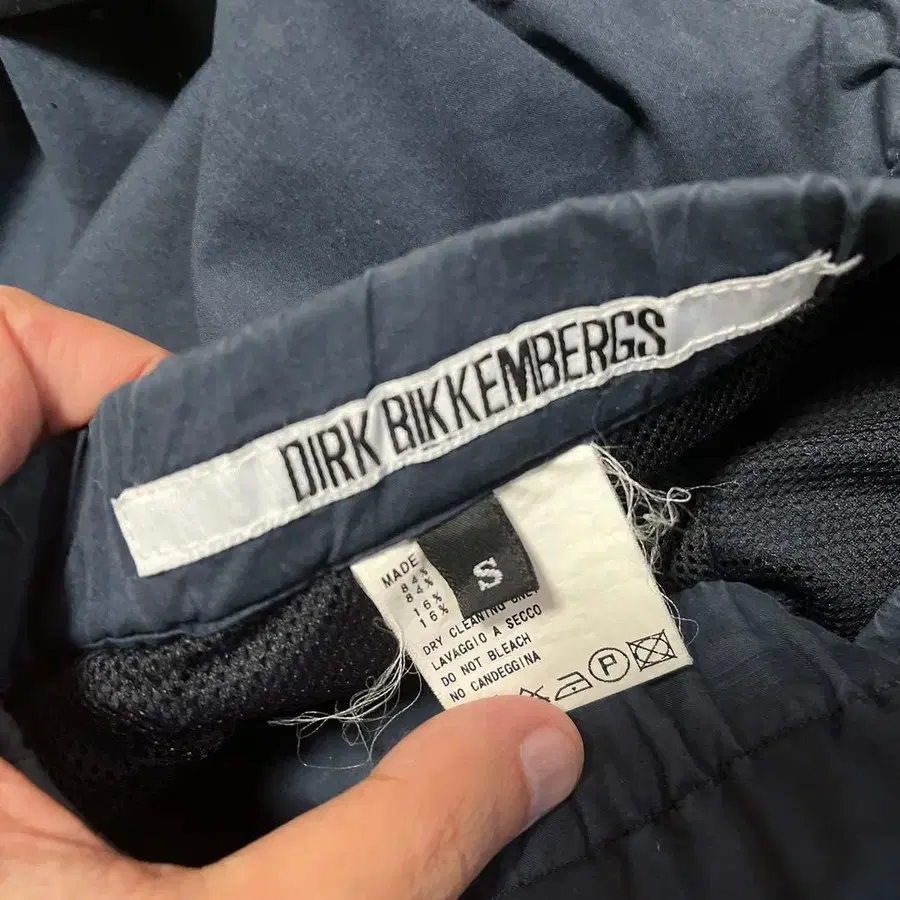 DIRK BIKKEMBERGS
S
MADE
84%
84%
16%
16%
DRY CLEANING ONLY
LAVAGGIO A SECCO
DO NOT BLEACH
NO CANDEGGINA
P